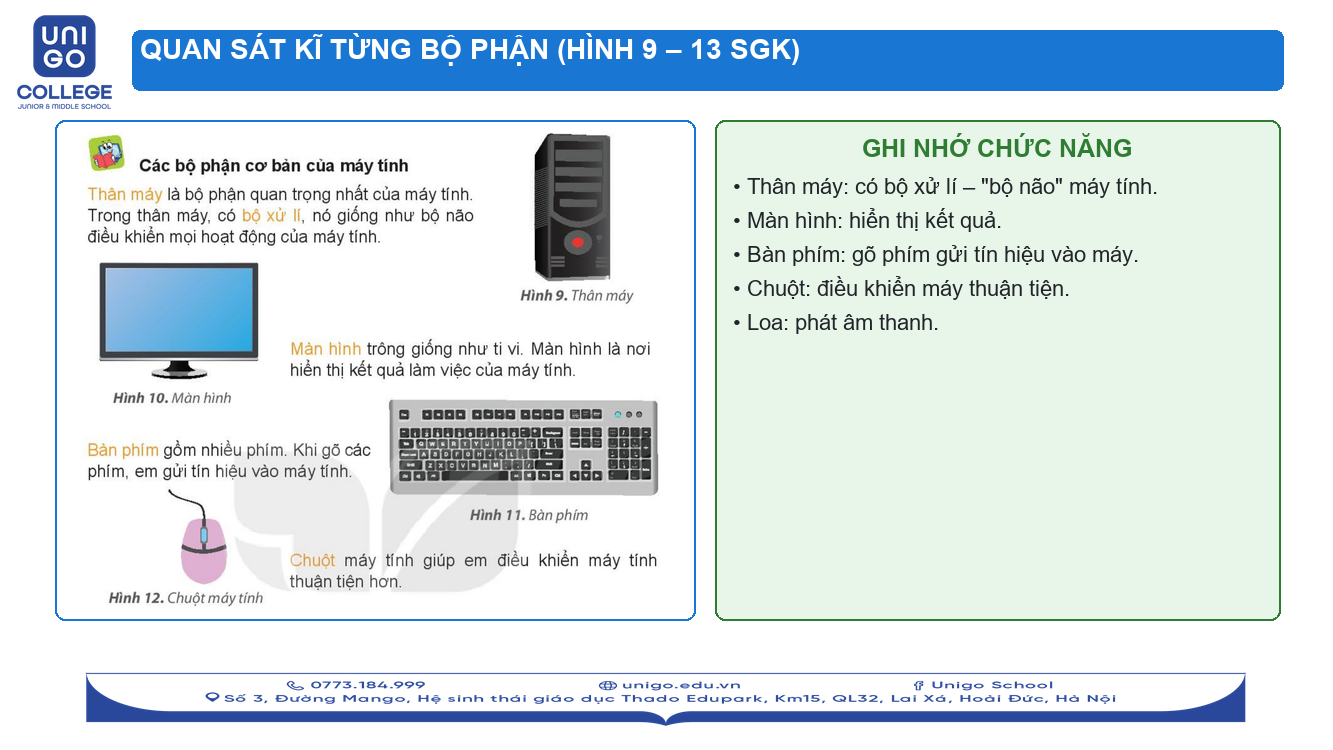 UNI
GO
COLLEGE
JUNIOR & MIDDLE SCHOOL
QUAN SÁT KĨ TỪNG BỘ PHẬN (HÌNH 9 – 13 SGK)
Các bộ phận cơ bản của máy tính
Thân máy là bộ phận quan trọng nhất của máy tính.
Trong thân máy, có bộ xử lí, nó giống như bộ não
điều khiển mọi hoạt động của máy tính.
Hình 9. Thân máy
Màn hình trông giống như ti vi. Màn hình là nơi
hiển thị kết quả làm việc của máy tính.
Hình 10. Màn hình
Bàn phím gồm nhiều phím. Khi gõ các
phím, em gửi tín hiệu vào máy tính.
Hình 11. Bàn phím
Chuột máy tính giúp em điều khiển máy tính
thuận tiện hơn.
Hình 12. Chuột máy tính
GHI NHỚ CHỨC NĂNG
• Thân máy: có bộ xử lí – "bộ não" máy tính.
• Màn hình: hiển thị kết quả.
• Bàn phím: gõ phím gửi tín hiệu vào máy.
• Chuột: điều khiển máy thuận tiện.
• Loa: phát âm thanh.
0773.184.999 unigo.edu.vn Unigo School
Số 3, Đường Mango, Hệ sinh thái giáo dục Thado Edupark, Km15, QL32, Lai Xá, Hoài Đức, Hà Nội